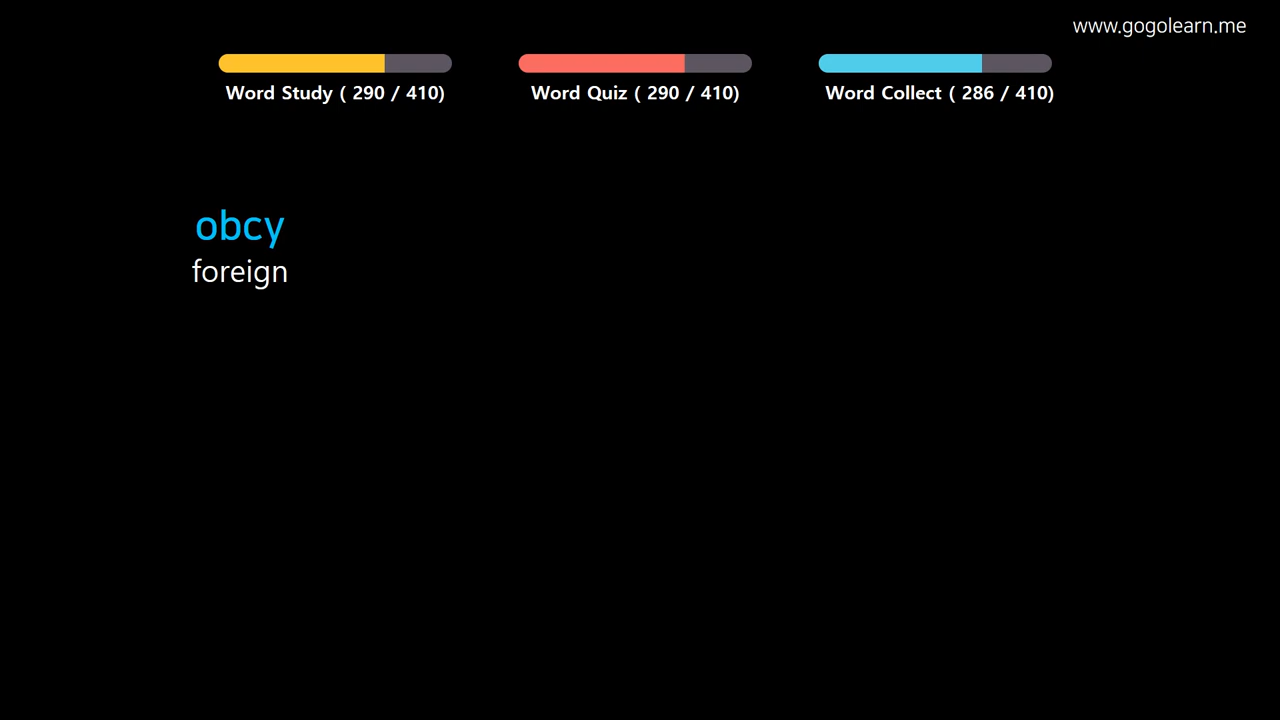 www.gogolearn.me
Word Study ( 290 / 410)
Word Quiz ( 290 / 410)
Word Collect ( 286 / 410)
obcy
foreign